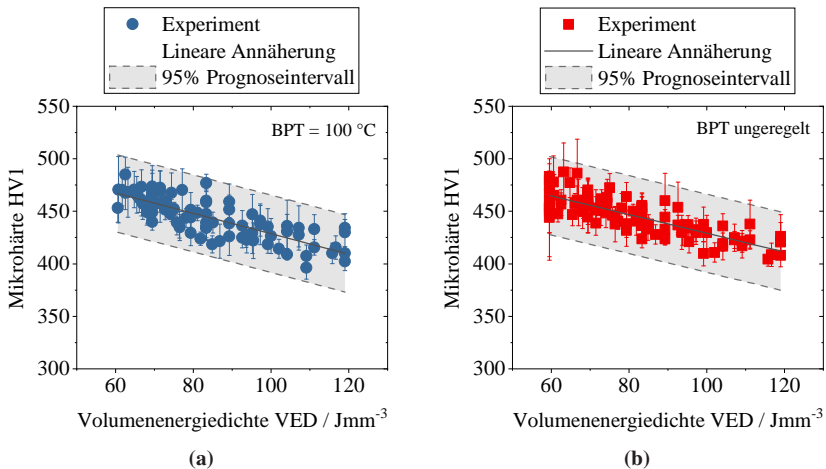 Experiment
Lineare Annäherung
95% Prognoseintervall
550
500
450
400
350
300
Mikrohärte HV1
BPT = 100 °C
60
80
100
120
Volumenenergiedichte VED / Jmm-3
(a)
Experiment
Lineare Annäherung
95% Prognoseintervall
550
500
450
400
350
300
Mikrohärte HV1
BPT ungeregelt
60
80
100
120
Volumenenergiedichte VED / Jmm-3
(b)